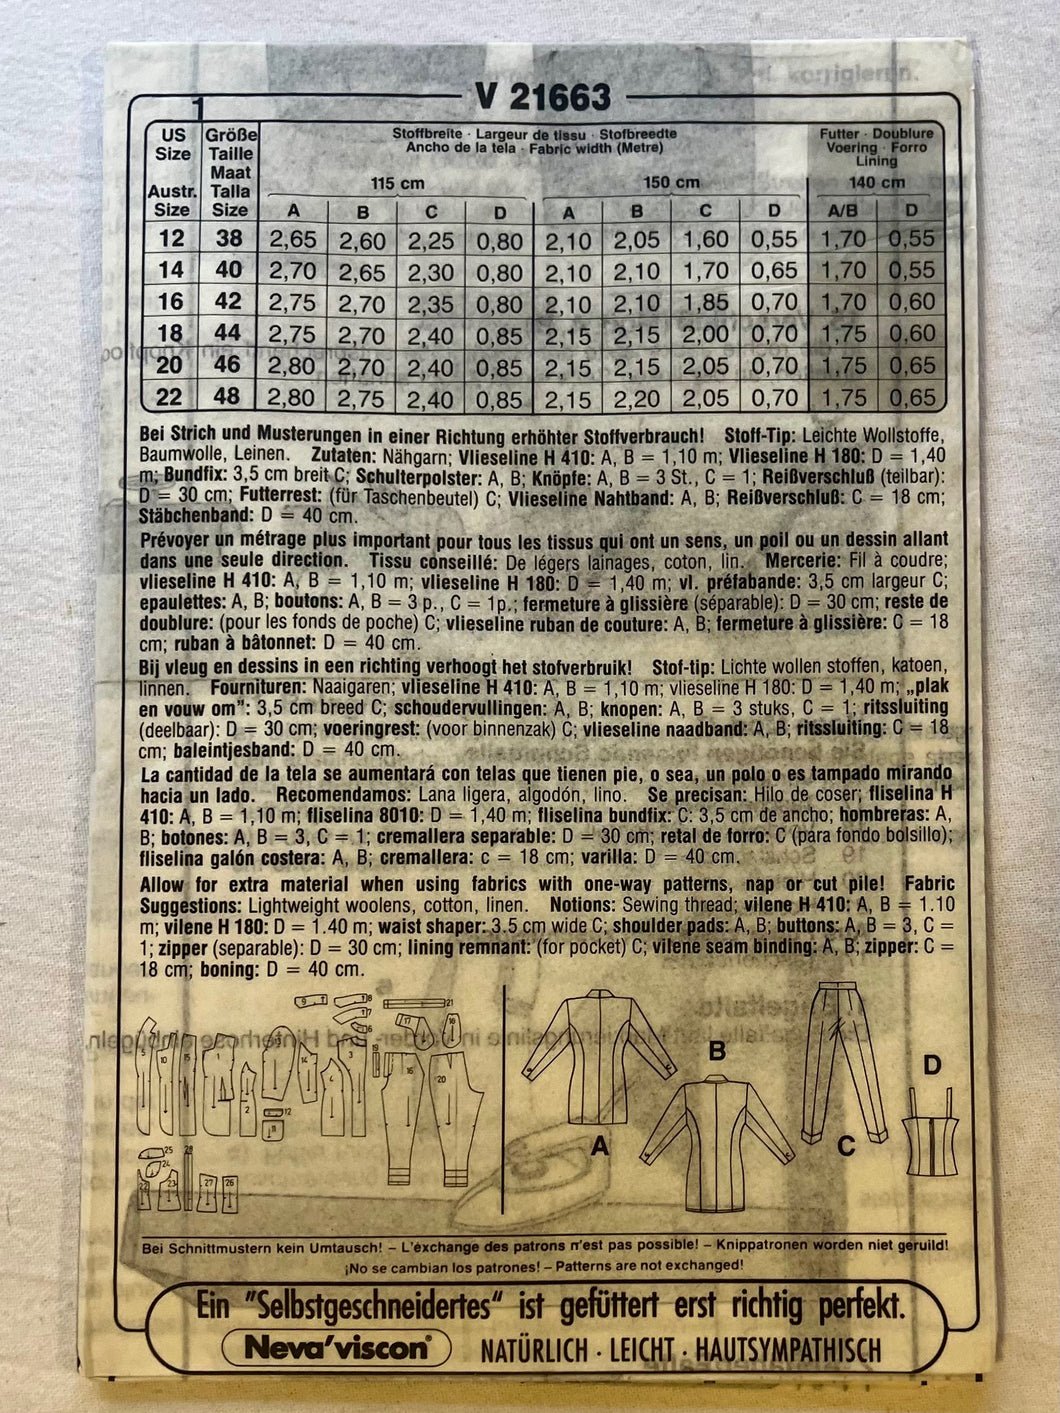 V 21663
1
US Size
Austr. Size
Größe Taille Maat Talla Size
Stoffbreite · Largeur de tissu · Stofbreedte
Ancho de la tela · Fabric width (Metre)
Futter · Doublure
Voering · Forro
Lining
115 cm 150 cm 140 cm
A B C D A B C D A/B D
12 38 2,65 2,60 2,25 0,80 2,10 2,05 1,60 0,55 1,70 0,55
14 40 2,70 2,65 2,30 0,80 2,10 2,10 1,70 0,65 1,70 0,55
16 42 2,75 2,70 2,35 0,80 2,10 2,10 1,85 0,70 1,70 0,60
18 44 2,75 2,70 2,40 0,85 2,15 2,15 2,00 0,70 1,75 0,60
20 46 2,80 2,70 2,40 0,85 2,15 2,15 2,05 0,70 1,75 0,65
22 48 2,80 2,75 2,40 0,85 2,15 2,20 2,05 0,70 1,75 0,65
Bei Strich und Musterungen in einer Richtung erhöhter Stoffverbrauch! Stoff-Tip: Leichte Wollstoffe,
Baumwolle, Leinen. Zutaten: Nähgarn; Vlieseline H 410: A, B = 1,10 m; Vlieseline H 180: D = 1,40
m; Bundfix: 3,5 cm breit C; Schulterpolster: A, B; Knöpfe: A, B = 3 St., C = 1; Reißverschluß (teilbar):
D = 30 cm; Futterrest: (für Taschenbeutel) C; Vlieseline Nahtband: A, B; Reißverschluß: C = 18 cm;
Stäbchenband: D = 40 cm.
Prévoyer un métrage plus important pour tous les tissus qui ont un sens, un poil ou un dessin allant
dans une seule direction. Tissu conseillé: De légers lainages, coton, lin. Mercerie: Fil à coudre;
vlieseline H 410: A, B = 1,10 m; vlieseline H 180: D = 1,40 m; vl. préfabande: 3,5 cm largeur C;
epaulettes: A, B; boutons: A, B = 3 p., C = 1p.; fermeture à glissière (séparable): D = 30 cm; reste de
doublure: (pour les fonds de poche) C; vlieseline ruban de couture: A, B; fermeture à glissière: C = 18
cm; ruban à bâtonnet: D = 40 cm.
Bij vleug en dessins in een richting verhoogt het stofverbruik! Stof-tip: Lichte wollen stoffen, katoen,
linnen. Fournituren: Naaigaren; vlieseline H 410: A, B = 1,10 m; vlieseline H 180: D = 1,40 m; „plak
en vouw om”: 3,5 cm breed C; schoudervullingen: A, B; knopen: A, B = 3 stuks, C = 1; ritssluiting
(deelbaar): D = 30 cm; voeringrest: (voor binnenzak) C; vlieseline naadband: A, B; ritssluiting: C = 18
cm; baleintjesband: D = 40 cm.
La cantidad de la tela se aumentará con telas que tienen pie, o sea, un polo o es tampado mirando
hacia un lado. Recomendamos: Lana ligera, algodón, lino. Se precisan: Hilo de coser; fliselina H
410: A, B = 1,10 m; fliselina 8010: D = 1,40 m; fliselina bundfix: C: 3,5 cm de ancho; hombreras: A,
B; botones: A, B = 3, C = 1; cremallera separable: D = 30 cm; retal de forro: C (para fondo bolsillo);
fliselina galón costera: A, B; cremallera: c = 18 cm; varilla: D = 40 cm.
Allow for extra material when using fabrics with one-way patterns, nap or cut pile! Fabric
Suggestions: Lightweight woolens, cotton, linen. Notions: Sewing thread; vilene H 410: A, B = 1.10
m; vilene H 180: D = 1.40 m; waist shaper: 3.5 cm wide C; shoulder pads: A, B; buttons: A, B = 3, C =
1; zipper (separable): D = 30 cm; lining remnant: (for pocket) C; vilene seam binding: A, B; zipper: C =
18 cm; boning: D = 40 cm.
A B C D
Bei Schnittmustern kein Umtausch! – L'éxchange des patrons n'est pas possible! – Knippatronen worden niet geruild!
¡No se cambian los patrones! – Patterns are not exchanged!
Ein "Selbstgeschneidertes" ist gefüttert erst richtig perfekt.
Neva'viscon® NATÜRLICH · LEICHT · HAUTSYMPATHISCH